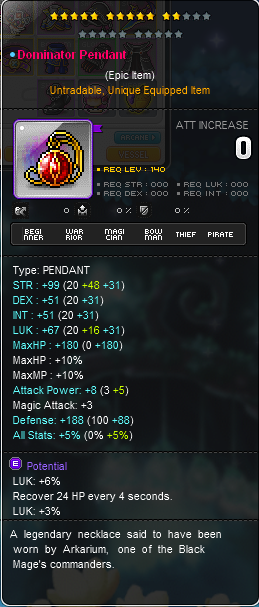 Dominator Pendant
(Epic Item)
Untradable, Unique Equipped Item
ATT INCREASE
0
REQ LEV : 140
REQ STR : 000 REQ LUK : 000
REQ DEX : 000 REQ INT : 000
0 0 % 0 %
BEGINNER WARRIOR MAGICIAN BOWMAN THIEF PIRATE
Type: PENDANT
STR : +99 (20 +48 +31)
DEX : +51 (20 +31)
INT : +51 (20 +31)
LUK : +67 (20 +16 +31)
MaxHP : +180 (0 +180)
MaxHP : +10%
MaxMP : +10%
Attack Power: +8 (3 +5)
Magic Attack: +3
Defense: +188 (100 +88)
All Stats: +5% (0% +5%)
E Potential
LUK: +6%
Recover 24 HP every 4 seconds.
LUK: +3%
A legendary necklace said to have been
worn by Arkarium, one of the Black
Mage's commanders.